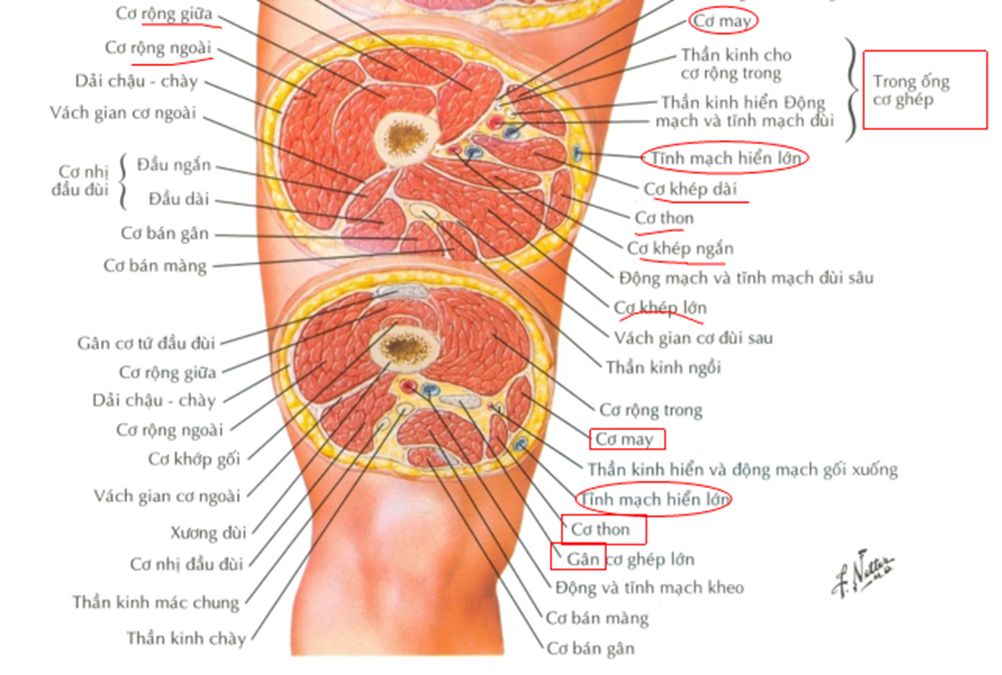 Cơ rộng giữa
Cơ rộng ngoài
Dải chậu - chày
Vách gian cơ ngoài
Cơ nhị
đầu đùi
Đầu ngắn
Đầu dài
Cơ bán gân
Cơ bán màng
Cơ may
Thần kinh cho
cơ rộng trong
Thần kinh hiển Động
mạch và tĩnh mạch đùi
Trong ống
cơ ghép
Tĩnh mạch hiển lớn
Cơ khép dài
Cơ thon
Cơ khép ngắn
Động mạch và tĩnh mạch đùi sâu
Cơ khép lớn
Vách gian cơ đùi sau
Thần kinh ngồi
Gân cơ tứ đầu đùi
Cơ rộng giữa
Dải chậu - chày
Cơ rộng ngoài
Cơ khớp gối
Vách gian cơ ngoài
Xương đùi
Cơ nhị đầu đùi
Thần kinh mác chung
Thần kinh chày
Cơ rộng trong
Cơ may
Thần kinh hiển và động mạch gối xuống
Tĩnh mạch hiển lớn
Cơ thon
Gân cơ ghép lớn
Động và tĩnh mạch kheo
Cơ bán màng
Cơ bán gân
F. Netter
M.D.